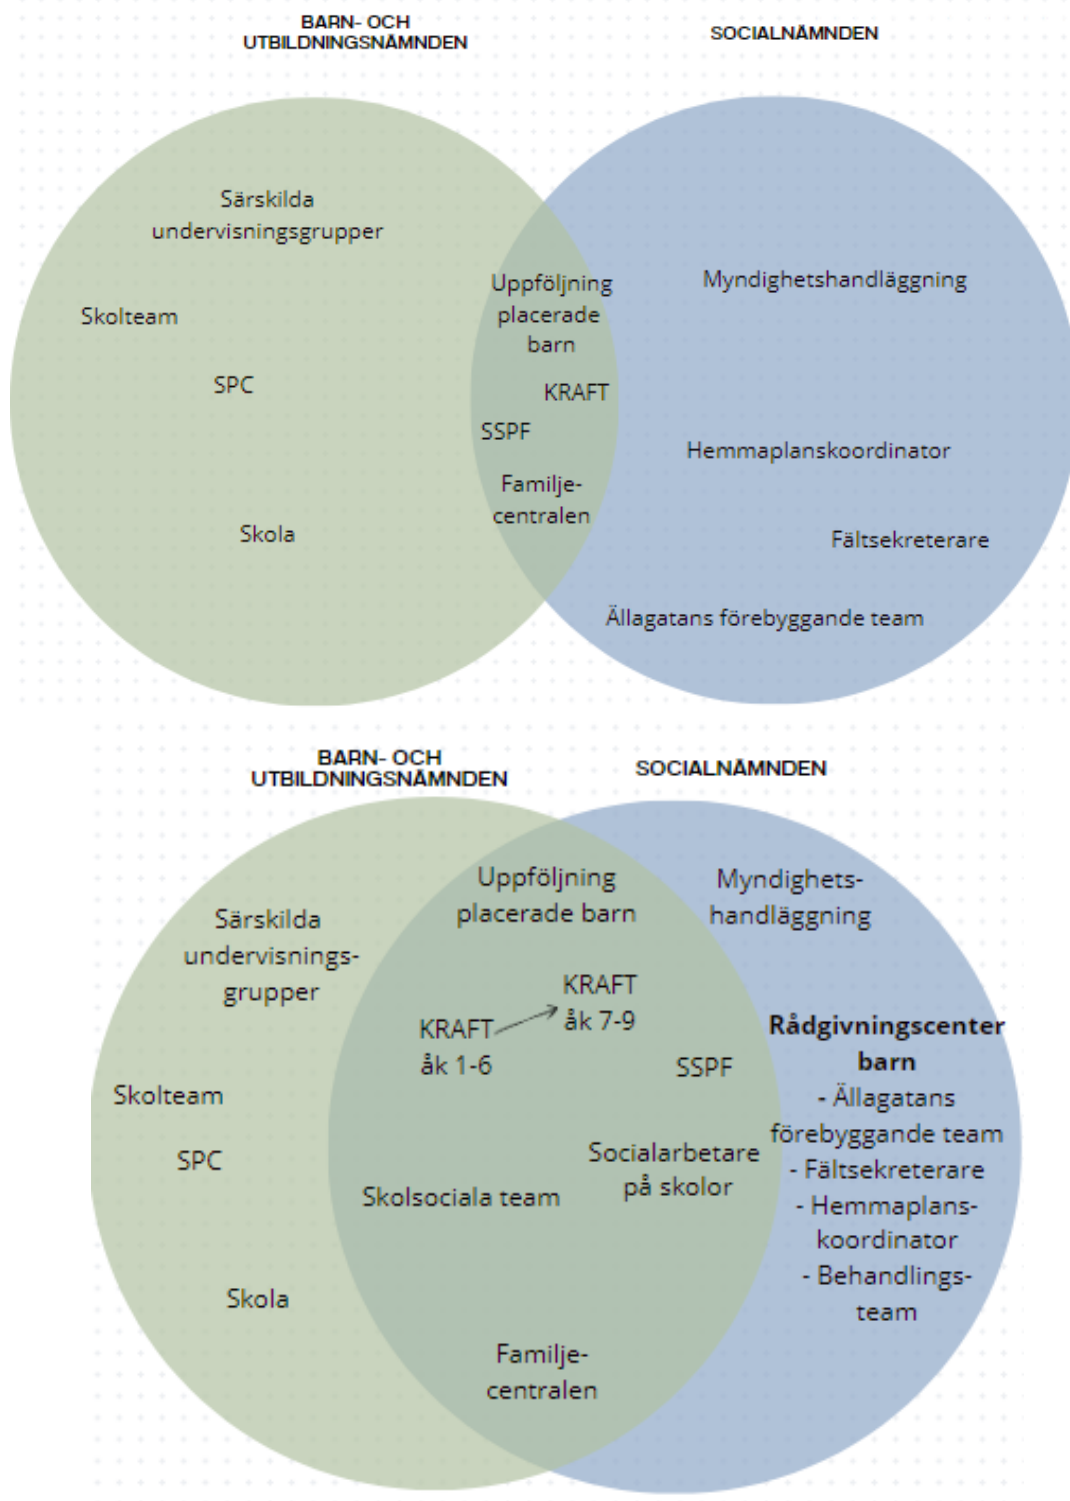 BARN- OCH
UTBILDNINGSNÄMNDEN
SOCIALNÄMNDEN
Särskilda
undervisningsgrupper
Skolteam
SPC
Skola
Uppföljning
placerade
barn
KRAFT
SSPF
Familje-
centralen
Myndighetshandläggning
Hemmaplanskoordinator
Fältsekreterare
Ällagatans förebyggande team
BARN- OCH
UTBILDNINGSNÄMNDEN
SOCIALNÄMNDEN
Särskilda
undervisnings-
grupper
Skolteam
SPC
Skola
Uppföljning
placerade barn
KRAFT
åk 1-6
KRAFT
åk 7-9
SSPF
Socialarbetare
på skolor
Skolsociala team
Familje-
centralen
Myndighets-
handläggning
Rådgivningscenter
barn
- Ällagatans
förebyggande team
- Fältsekreterare
- Hemmaplans-
koordinator
- Behandlings-
team